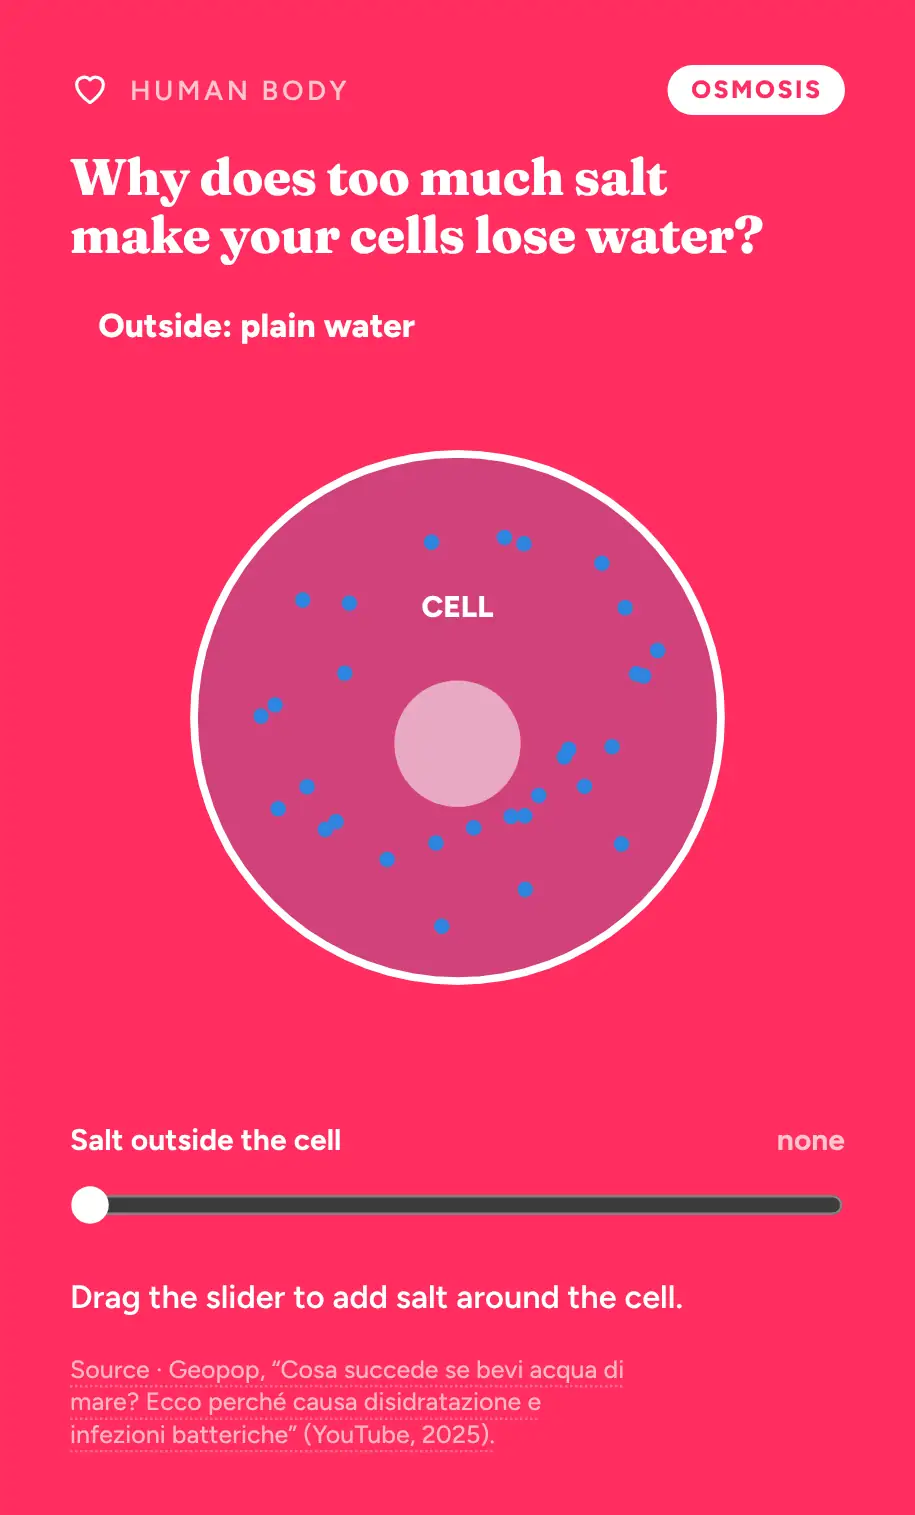 HUMAN BODY
OSMOSIS
Why does too much salt
make your cells lose water?
Outside: plain water
CELL
Salt outside the cell
none
Drag the slider to add salt around the cell.
Source · Geopop, “Cosa succede se bevi acqua di
mare? Ecco perché causa disidratazione e
infezioni batteriche” (YouTube, 2025).